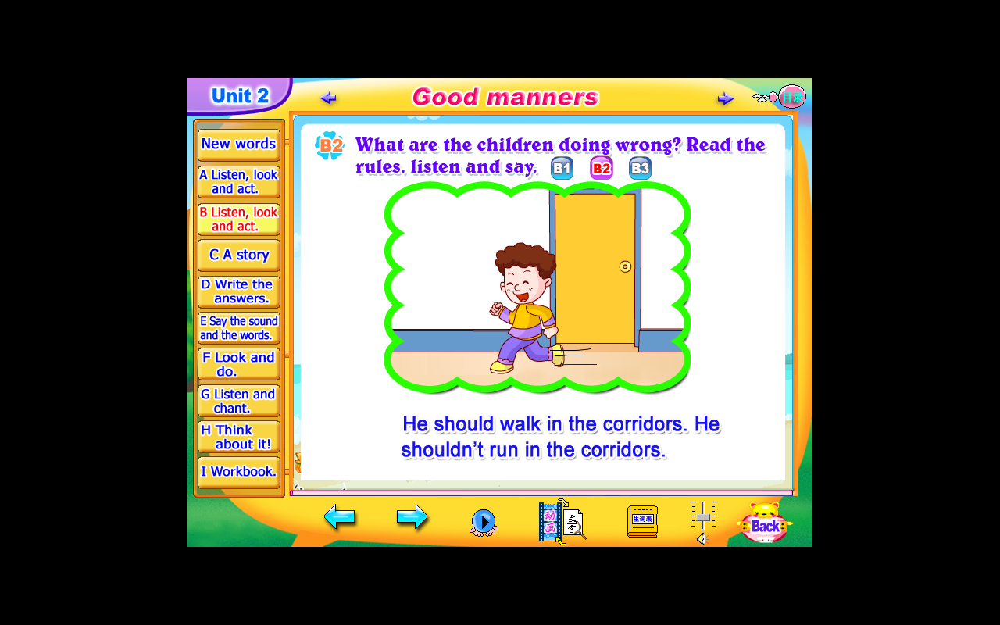 Unit 2
Good manners
目录
New words
A Listen, look
and act.
B Listen, look
and act.
C A story
D Write the
answers.
E Say the sound
and the words.
F Look and
do.
G Listen and
chant.
H Think
about it!
I Workbook.
B2
What are the children doing wrong? Read the
rules, listen and say.
B1 B2 B3
He should walk in the corridors. He
shouldn't run in the corridors.
动画
文字
生词表
Back